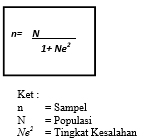 n= N
1+ Ne²
Ket :
n = Sampel
N = Populasi
Ne² = Tingkat Kesalahan